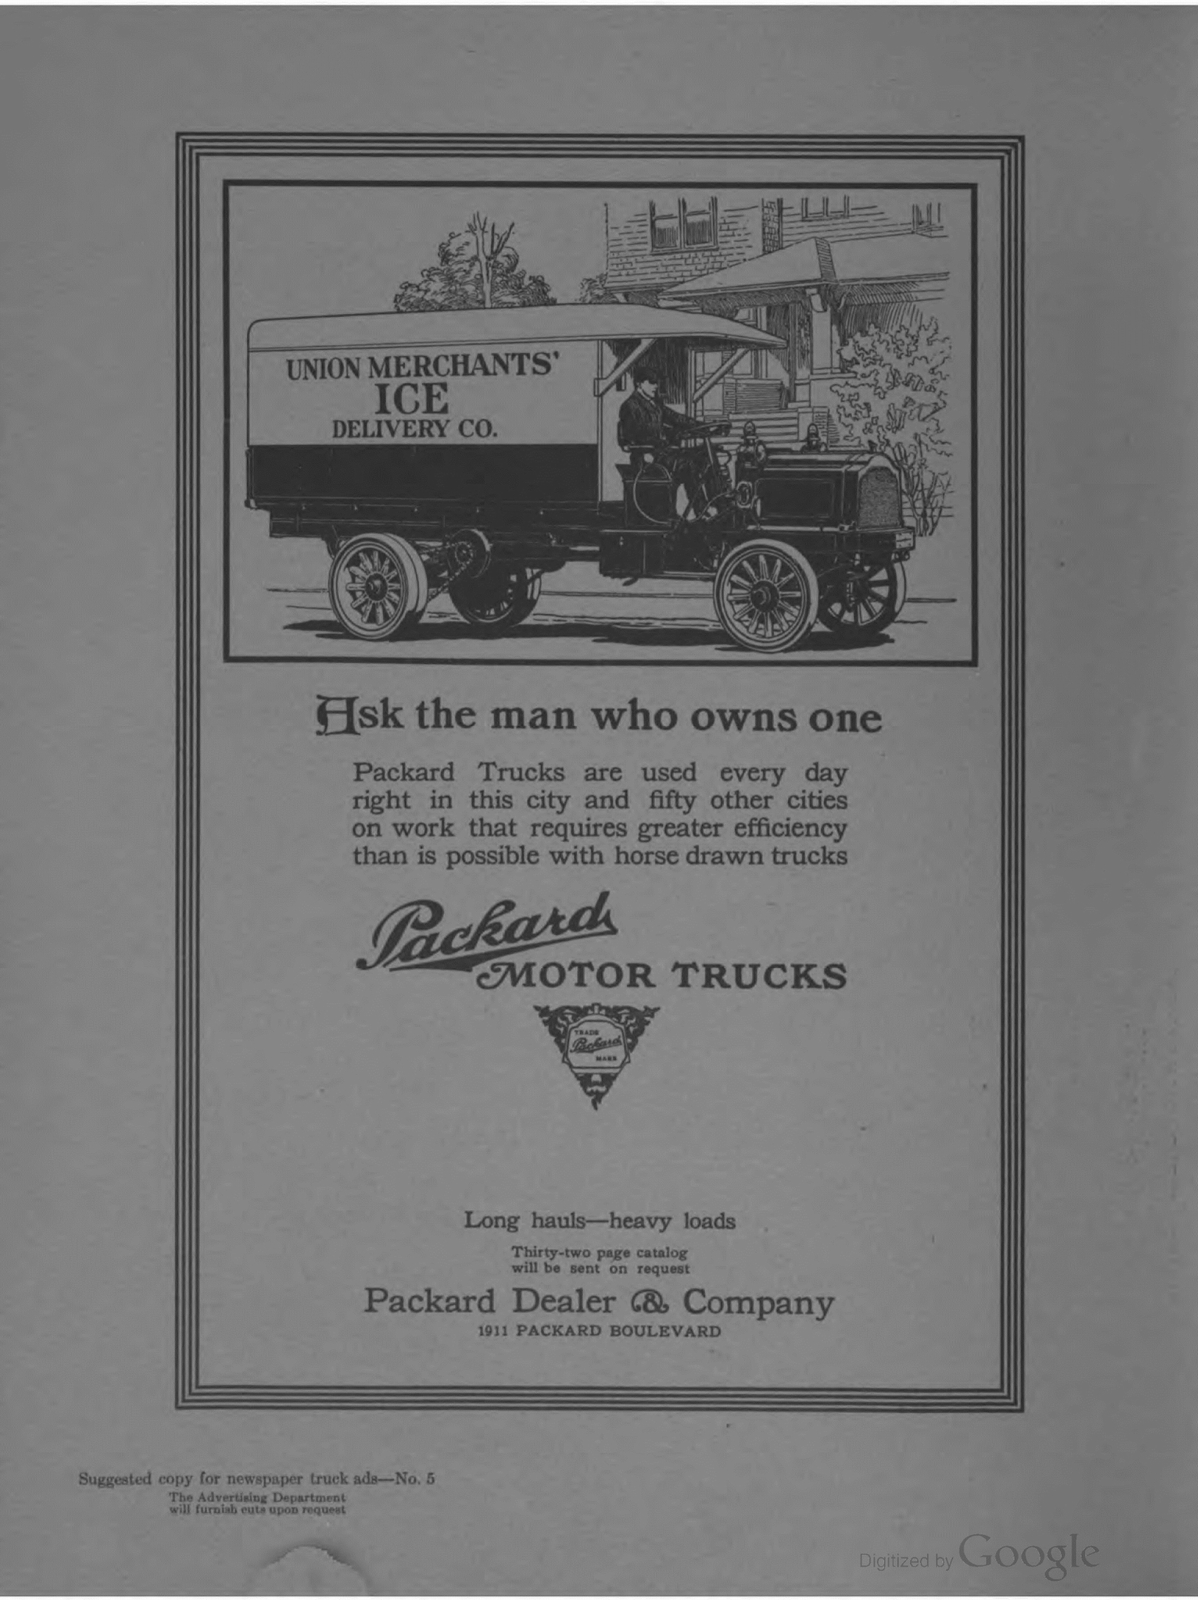 UNION MERCHANTS'
ICE
DELIVERY CO.
Ask the man who owns one
Packard Trucks are used every day
right in this city and fifty other cities
on work that requires greater efficiency
than is possible with horse drawn trucks
Packard
MOTOR TRUCKS
TRADE
Packard
MARK
Long hauls—heavy loads
Thirty-two page catalog
will be sent on request
Packard Dealer & Company
1911 PACKARD BOULEVARD
Suggested copy for newspaper truck ads—No. 5
The Advertising Department
will furnish cuts upon request
Digitized by Google